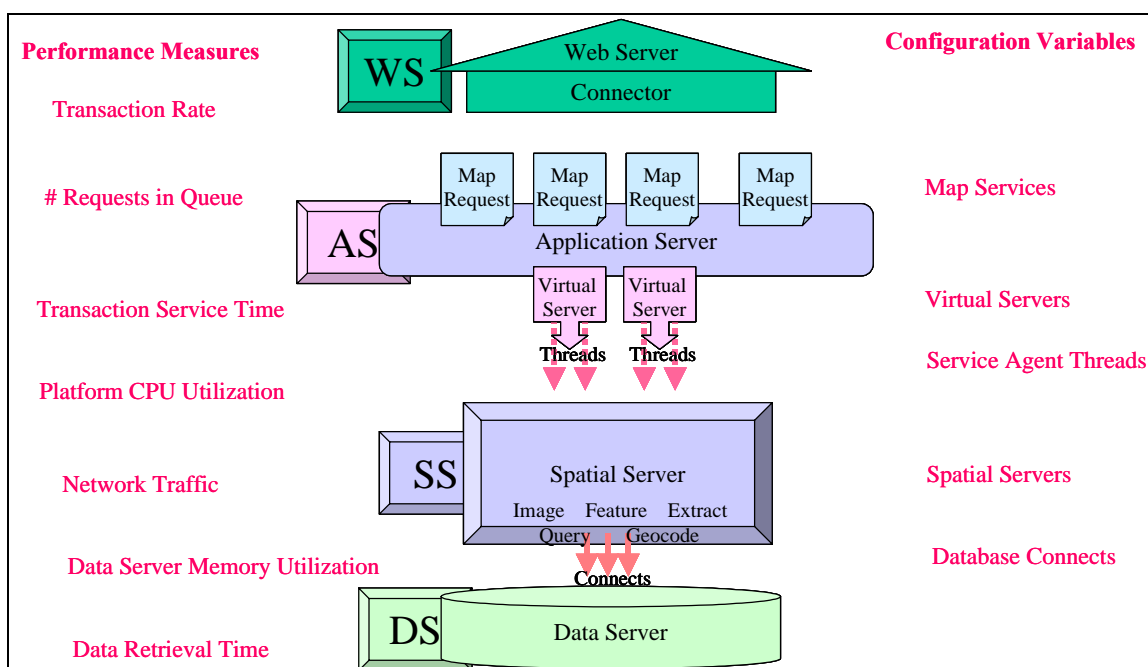 Performance Measures
Configuration Variables
WS
Web Server
Connector
Transaction Rate
Map
Request
Map
Request
Map
Request
Map
Request
# Requests in Queue
Map Services
AS
Application Server
Transaction Service Time
Virtual
Server
Virtual
Server
Virtual Servers
Threads
Threads
Service Agent Threads
Platform CPU Utilization
SS
Spatial Server
Image Feature Extract
Query Geocode
Network Traffic
Spatial Servers
Data Server Memory Utilization
Connects
Database Connects
DS
Data Server
Data Retrieval Time